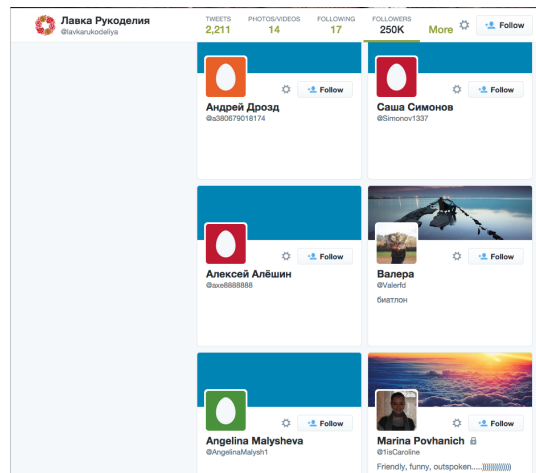 Лавка Рукоделия
@lavkarukodeliya
TWEETS PHOTOS/VIDEOS FOLLOWING FOLLOWERS
2,211 14 17 250K More Follow
Follow Follow
Андрей Дрозд Саша Симонов
@a380679018174 @Simonov1337
Follow Follow
Алексей Алёшин Валера
@axe8888888 @Valerfd
биатлон
Follow Follow
Angelina Malysheva Marina Povhanich
@AngelinaMalysh1 @1isCaroline
Friendly, funny, outspoken.....))))))))))))))